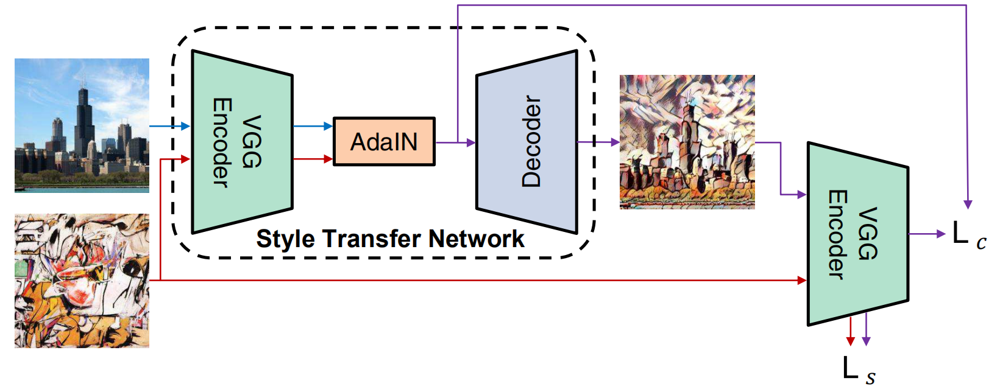 VGG
Encoder
AdaIN
Decoder
Style Transfer Network
VGG
Encoder
L c
L s